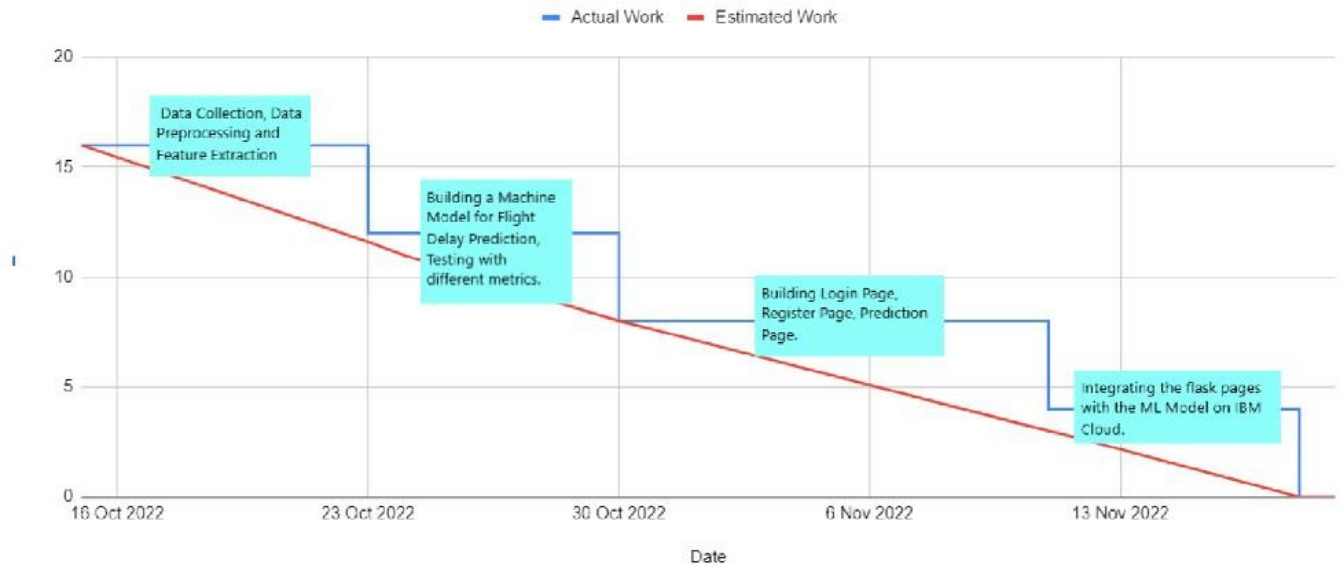 Actual Work
Estimated Work
20
15
10
5
0
Data Collection, Data
Preprocessing and
Feature Extraction
Building a Machine
Model for Flight
Delay Prediction,
Testing with
different metrics.
Building Login Page,
Register Page, Prediction
Page.
Integrating the flask pages
with the ML Model on IBM
Cloud.
16 Oct 2022
23 Oct 2022
30 Oct 2022
6 Nov 2022
13 Nov 2022
Date